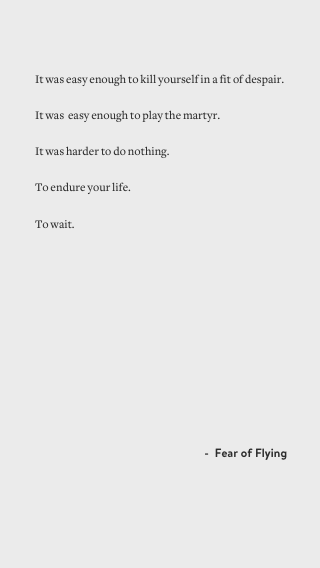 It was easy enough to kill yourself in a fit of despair.
It was  easy enough to play the martyr.
It was harder to do nothing.
To endure your life.
To wait.
- Fear of Flying